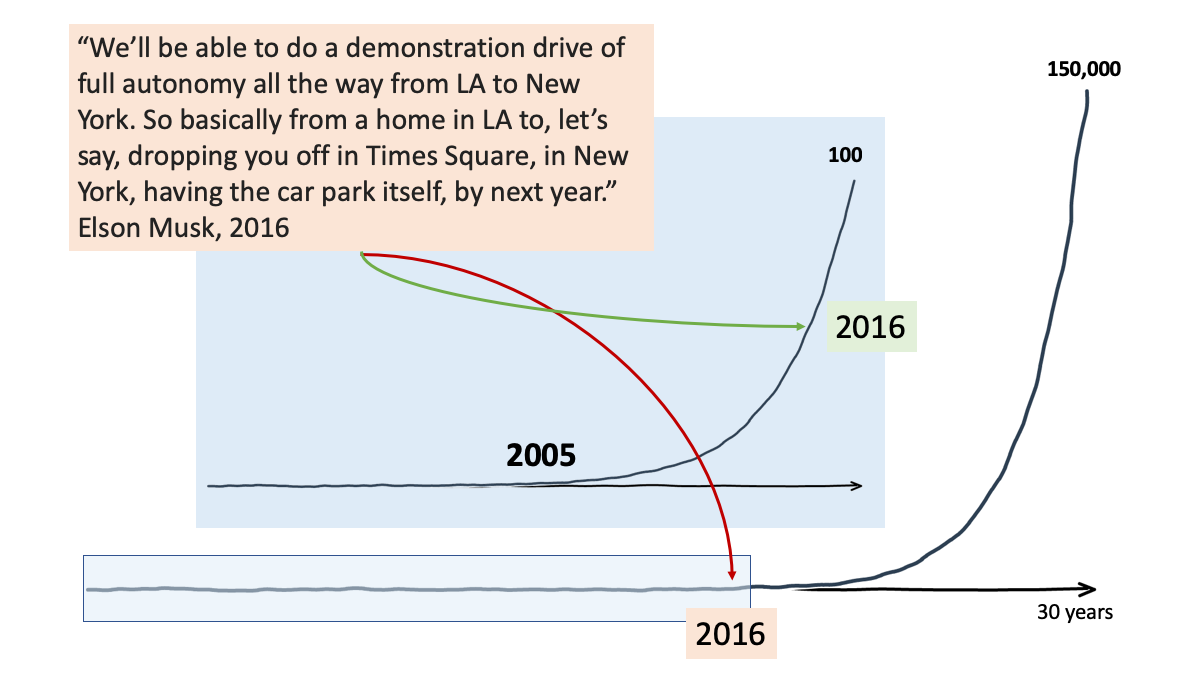 “We’ll be able to do a demonstration drive of
full autonomy all the way from LA to New
York. So basically from a home in LA to, let’s
say, dropping you off in Times Square, in New
York, having the car park itself, by next year.”
Elson Musk, 2016
150,000
100
2016
2005
30 years
2016